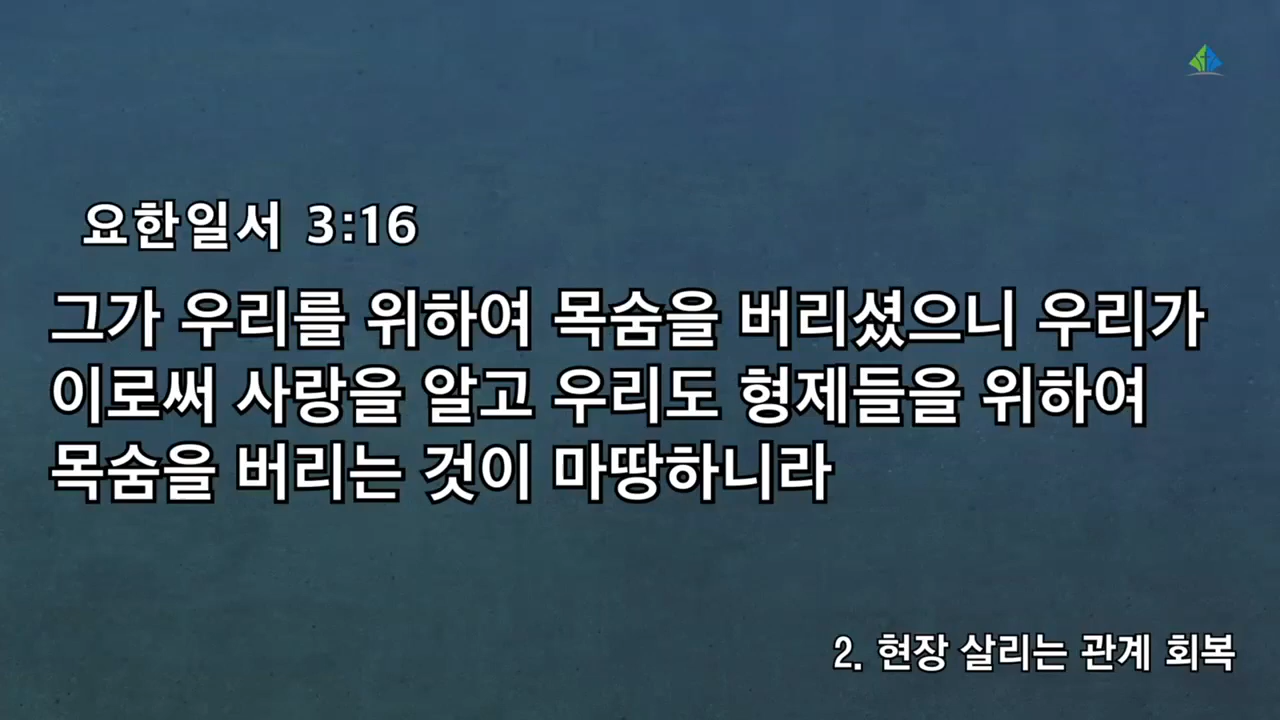 요한일서 3:16
그가 우리를 위하여 목숨을 버리셨으니 우리가
이로써 사랑을 알고 우리도 형제들을 위하여
목숨을 버리는 것이 마땅하니라
2. 현장 살리는 관계 회복